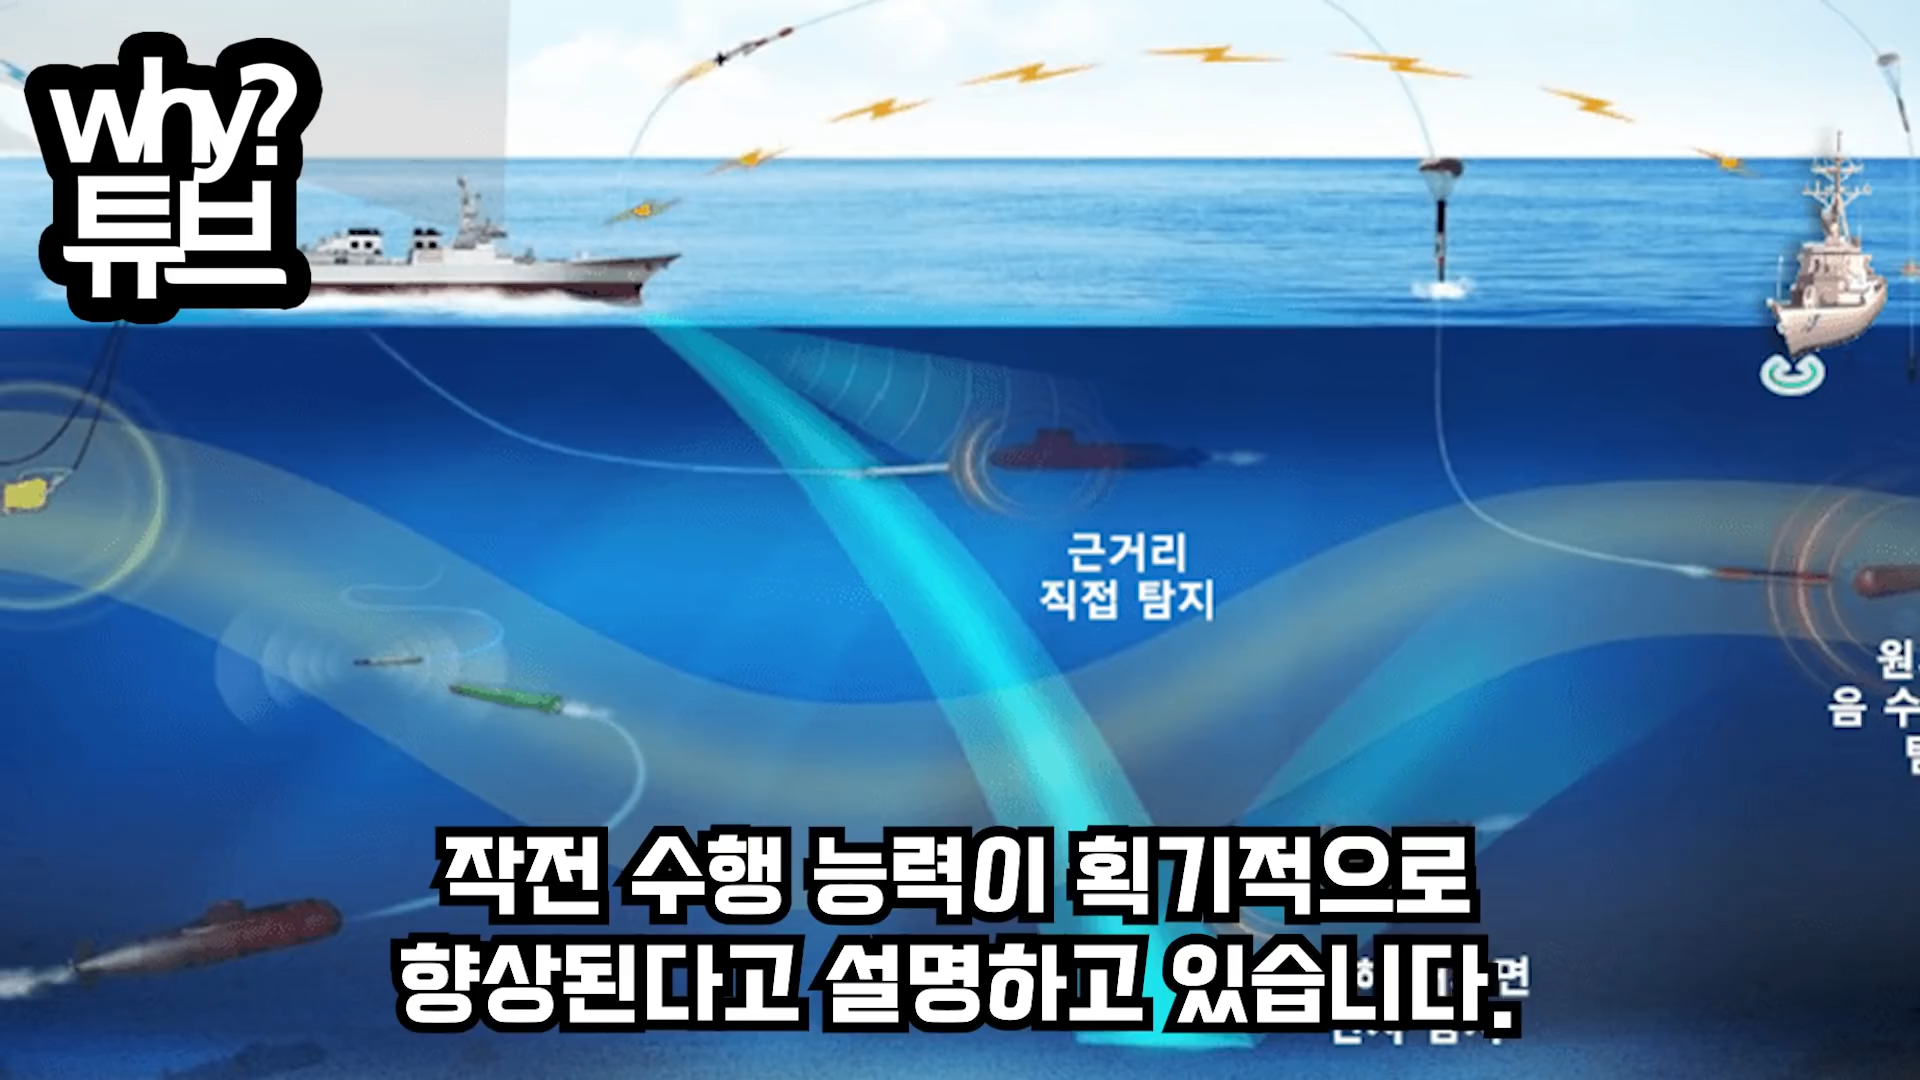 why?
튜브
근거리
직접 탐지
음
작전 수행 능력이 획기적으로
향상된다고 설명하고 있습니다.